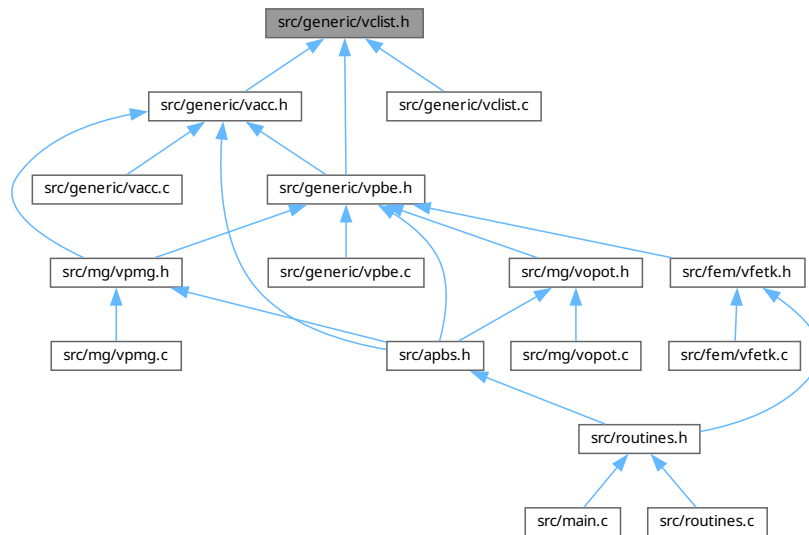 src/generic/vclist.h
src/generic/vacc.h
src/generic/vclist.c
src/generic/vacc.c
src/generic/vpbe.h
src/mg/vpmg.h
src/generic/vpbe.c
src/mg/vopot.h
src/fem/vfetk.h
src/mg/vpmg.c
src/apbs.h
src/mg/vopot.c
src/fem/vfetk.c
src/routines.h
src/main.c
src/routines.c